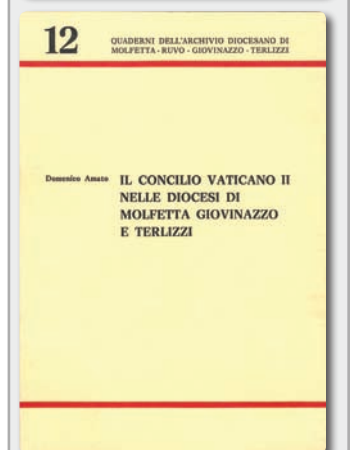 12
QUADERNI DELL'ARCHIVIO DIOCESANO DI
MOLFETTA - RUVO - GIOVINAZZO - TERLIZZI
Domenico Amato
IL CONCILIO VATICANO II
NELLE DIOCESI DI
MOLFETTA GIOVINAZZO
E TERLIZZI